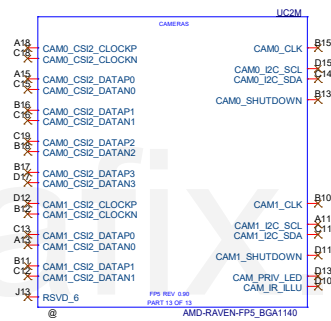 UC2M
CAMERAS
A18 CAM0_CSI2_CLOCKP CAM0_CLK B15
C18 CAM0_CSI2_CLOCKN
CAM0_I2C_SCL D15
A15 CAM0_CSI2_DATAP0 CAM0_I2C_SDA C14
C15 CAM0_CSI2_DATAN0
CAM0_SHUTDOWN B13
B16 CAM0_CSI2_DATAP1
C16 CAM0_CSI2_DATAN1
C19 CAM0_CSI2_DATAP2
B18 CAM0_CSI2_DATAN2
B17 CAM0_CSI2_DATAP3
D17 CAM0_CSI2_DATAN3
D12 CAM1_CSI2_CLOCKP CAM1_CLK B10
B12 CAM1_CSI2_CLOCKN
CAM1_I2C_SCL A11
C13 CAM1_CSI2_DATAP0 CAM1_I2C_SDA C11
A13 CAM1_CSI2_DATAN0
CAM1_SHUTDOWN D11
B11 CAM1_CSI2_DATAP1
C12 CAM1_CSI2_DATAN1 CAM_PRIV_LED D13
CAM_IR_ILLU D10
J13 RSVD_6
FP5 REV 0.90
PART 13 OF 13
@ AMD-RAVEN-FP5_BGA1140
afix